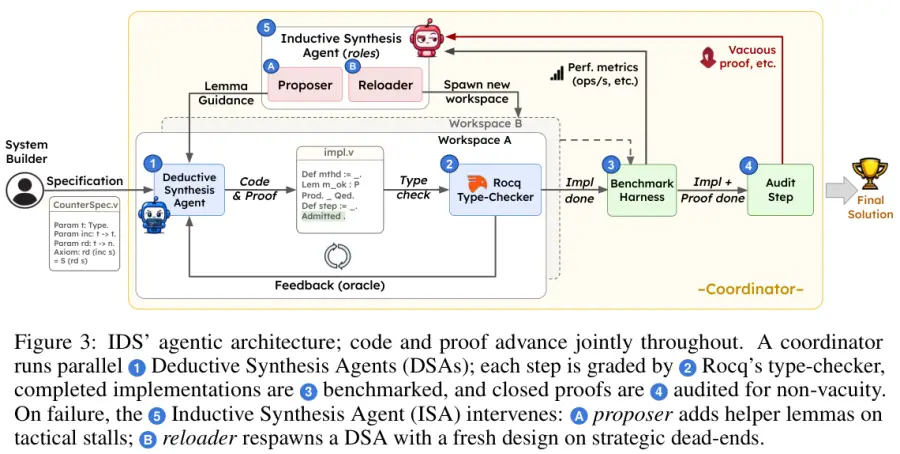 5
Inductive Synthesis
Agent (roles)
A
Proposer
B
Reloader
Lemma
Guidance
Spawn new
workspace
Perf. metrics
(ops/s, etc.)
Vacuous
proof, etc.
Workspace B
Workspace A
System
Builder
Specification
CounterSpec.v
Param t: Type.
Param inc: t -> t.
Param rd: t -> n.
Axiom: rd (inc s)
= S (rd s)
1
Deductive
Synthesis
Agent
Code
& Proof
impl.v
Def mthd := _.
Lem m_ok : P
Prod. _ Qed.
Def step := _.
Admitted .
Type
check
2
Rocq
Type-Checker
Impl
done
3
Benchmark
Harness
Impl +
Proof done
4
Audit
Step
Final
Solution
Feedback (oracle)
–Coordinator–
Figure 3: IDS’ agentic architecture; code and proof advance jointly throughout. A coordinator
runs parallel 1 Deductive Synthesis Agents (DSAs); each step is graded by 2 Rocq’s type-checker,
completed implementations are 3 benchmarked, and closed proofs are 4 audited for non-vacuity.
On failure, the 5 Inductive Synthesis Agent (ISA) intervenes: A proposer adds helper lemmas on
tactical stalls; B reloader respawns a DSA with a fresh design on strategic dead-ends.